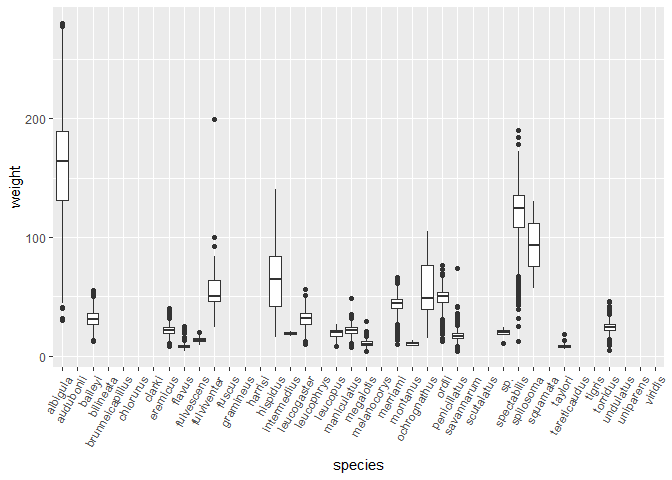 200
100
0
weight
albigula
audubonii
baileyi
bilineata
brunneicapillus
chlorurus
clarki
eremicus
flavus
fulvescens
fulviventer
fuscus
gramineus
harrisi
hispidus
intermedius
leucogaster
leucophrys
leucopus
maniculatus
megalotis
melanocorys
merriami
montanus
ochrognathus
ordii
penicillatus
savannarum
scutalatus
sp.
spectabilis
spilosoma
squamata
taylori
tereticaudus
tigris
torridus
undulatus
uniparens
viridis
species